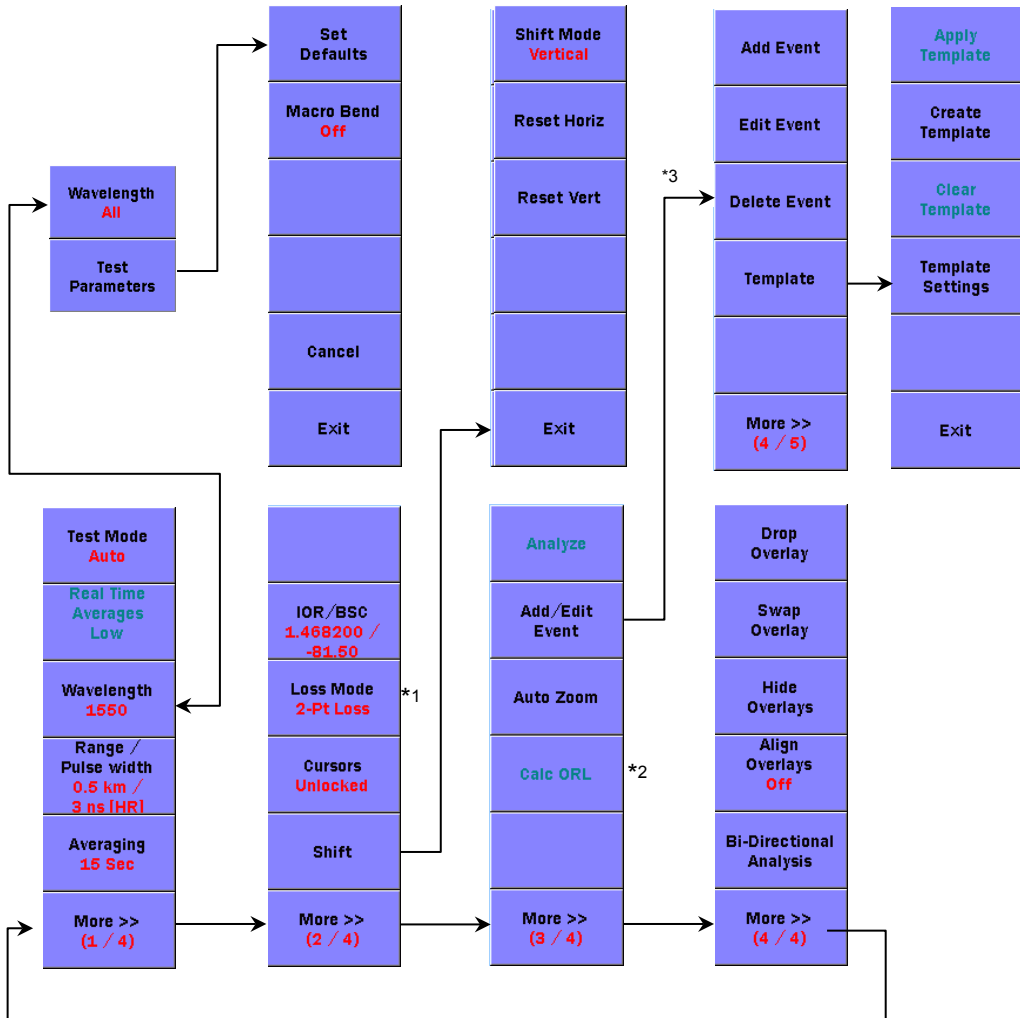 Wavelength
All
Test
Parameters
Set
Defaults
Macro Bend
Off
Cancel
Exit
Shift Mode
Vertical
Reset Horiz
Reset Vert
Exit
*3
Add Event
Edit Event
Delete Event
Template
More >>
(4 / 5)
Apply
Template
Create
Template
Clear
Template
Template
Settings
Exit
Test Mode
Auto
Real Time
Averages
Low
Wavelength
1550
Range /
Pulse width
0.5 km /
3 ns [HR]
Averaging
15 Sec
More >>
(1 / 4)
IOR/BSC
1.468200 /
-81.50
Loss Mode
2-Pt Loss
*1
Cursors
Unlocked
Shift
More >>
(2 / 4)
Analyze
Add/Edit
Event
Auto Zoom
Calc ORL
*2
More >>
(3 / 4)
Drop
Overlay
Swap
Overlay
Hide
Overlays
Align
Overlays
Off
Bi-Directional
Analysis
More >>
(4 / 4)